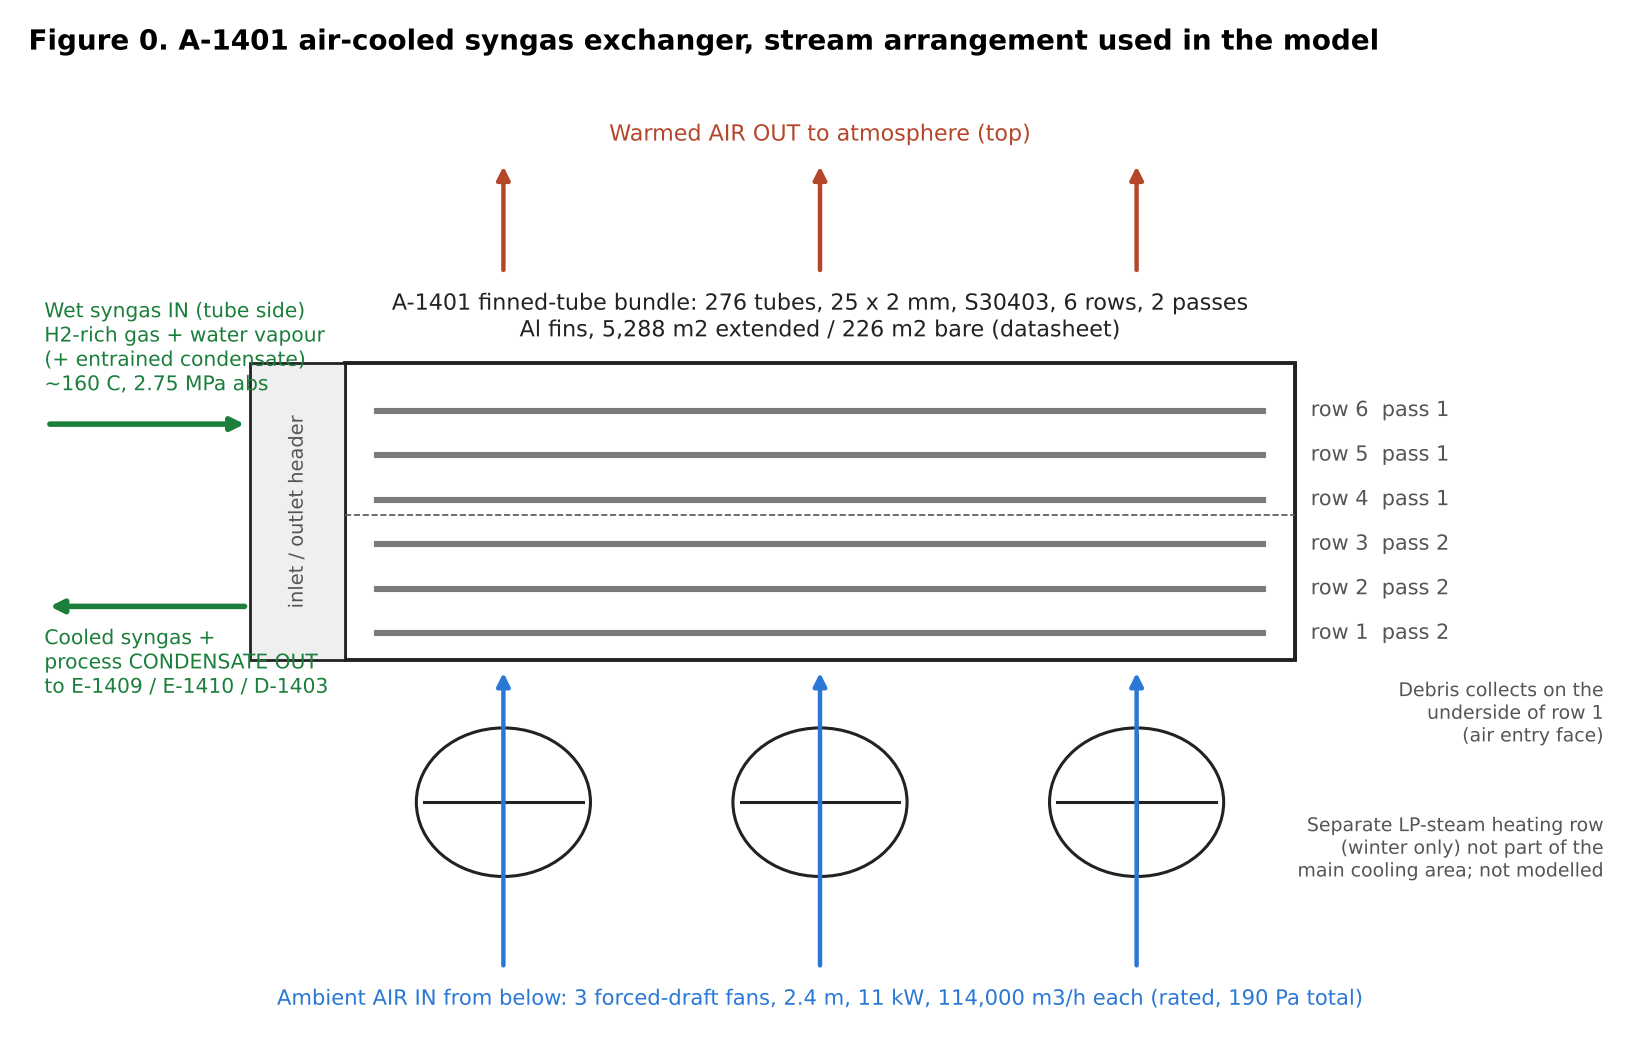 Figure 0. A-1401 air-cooled syngas exchanger, stream arrangement used in the model
Warmed AIR OUT to atmosphere (top)
A-1401 finned-tube bundle: 276 tubes, 25 x 2 mm, S30403, 6 rows, 2 passes
Al fins, 5,288 m2 extended / 226 m2 bare (datasheet)
Wet syngas IN (tube side)
H2-rich gas + water vapour
(+ entrained condensate)
~160 C, 2.75 MPa abs
inlet / outlet header
row 6 pass 1
row 5 pass 1
row 4 pass 1
row 3 pass 2
row 2 pass 2
row 1 pass 2
Cooled syngas +
process CONDENSATE OUT
to E-1409 / E-1410 / D-1403
Debris collects on the
underside of row 1
(air entry face)
Separate LP-steam heating row
(winter only) not part of the
main cooling area; not modelled
Ambient AIR IN from below: 3 forced-draft fans, 2.4 m, 11 kW, 114,000 m3/h each (rated, 190 Pa total)